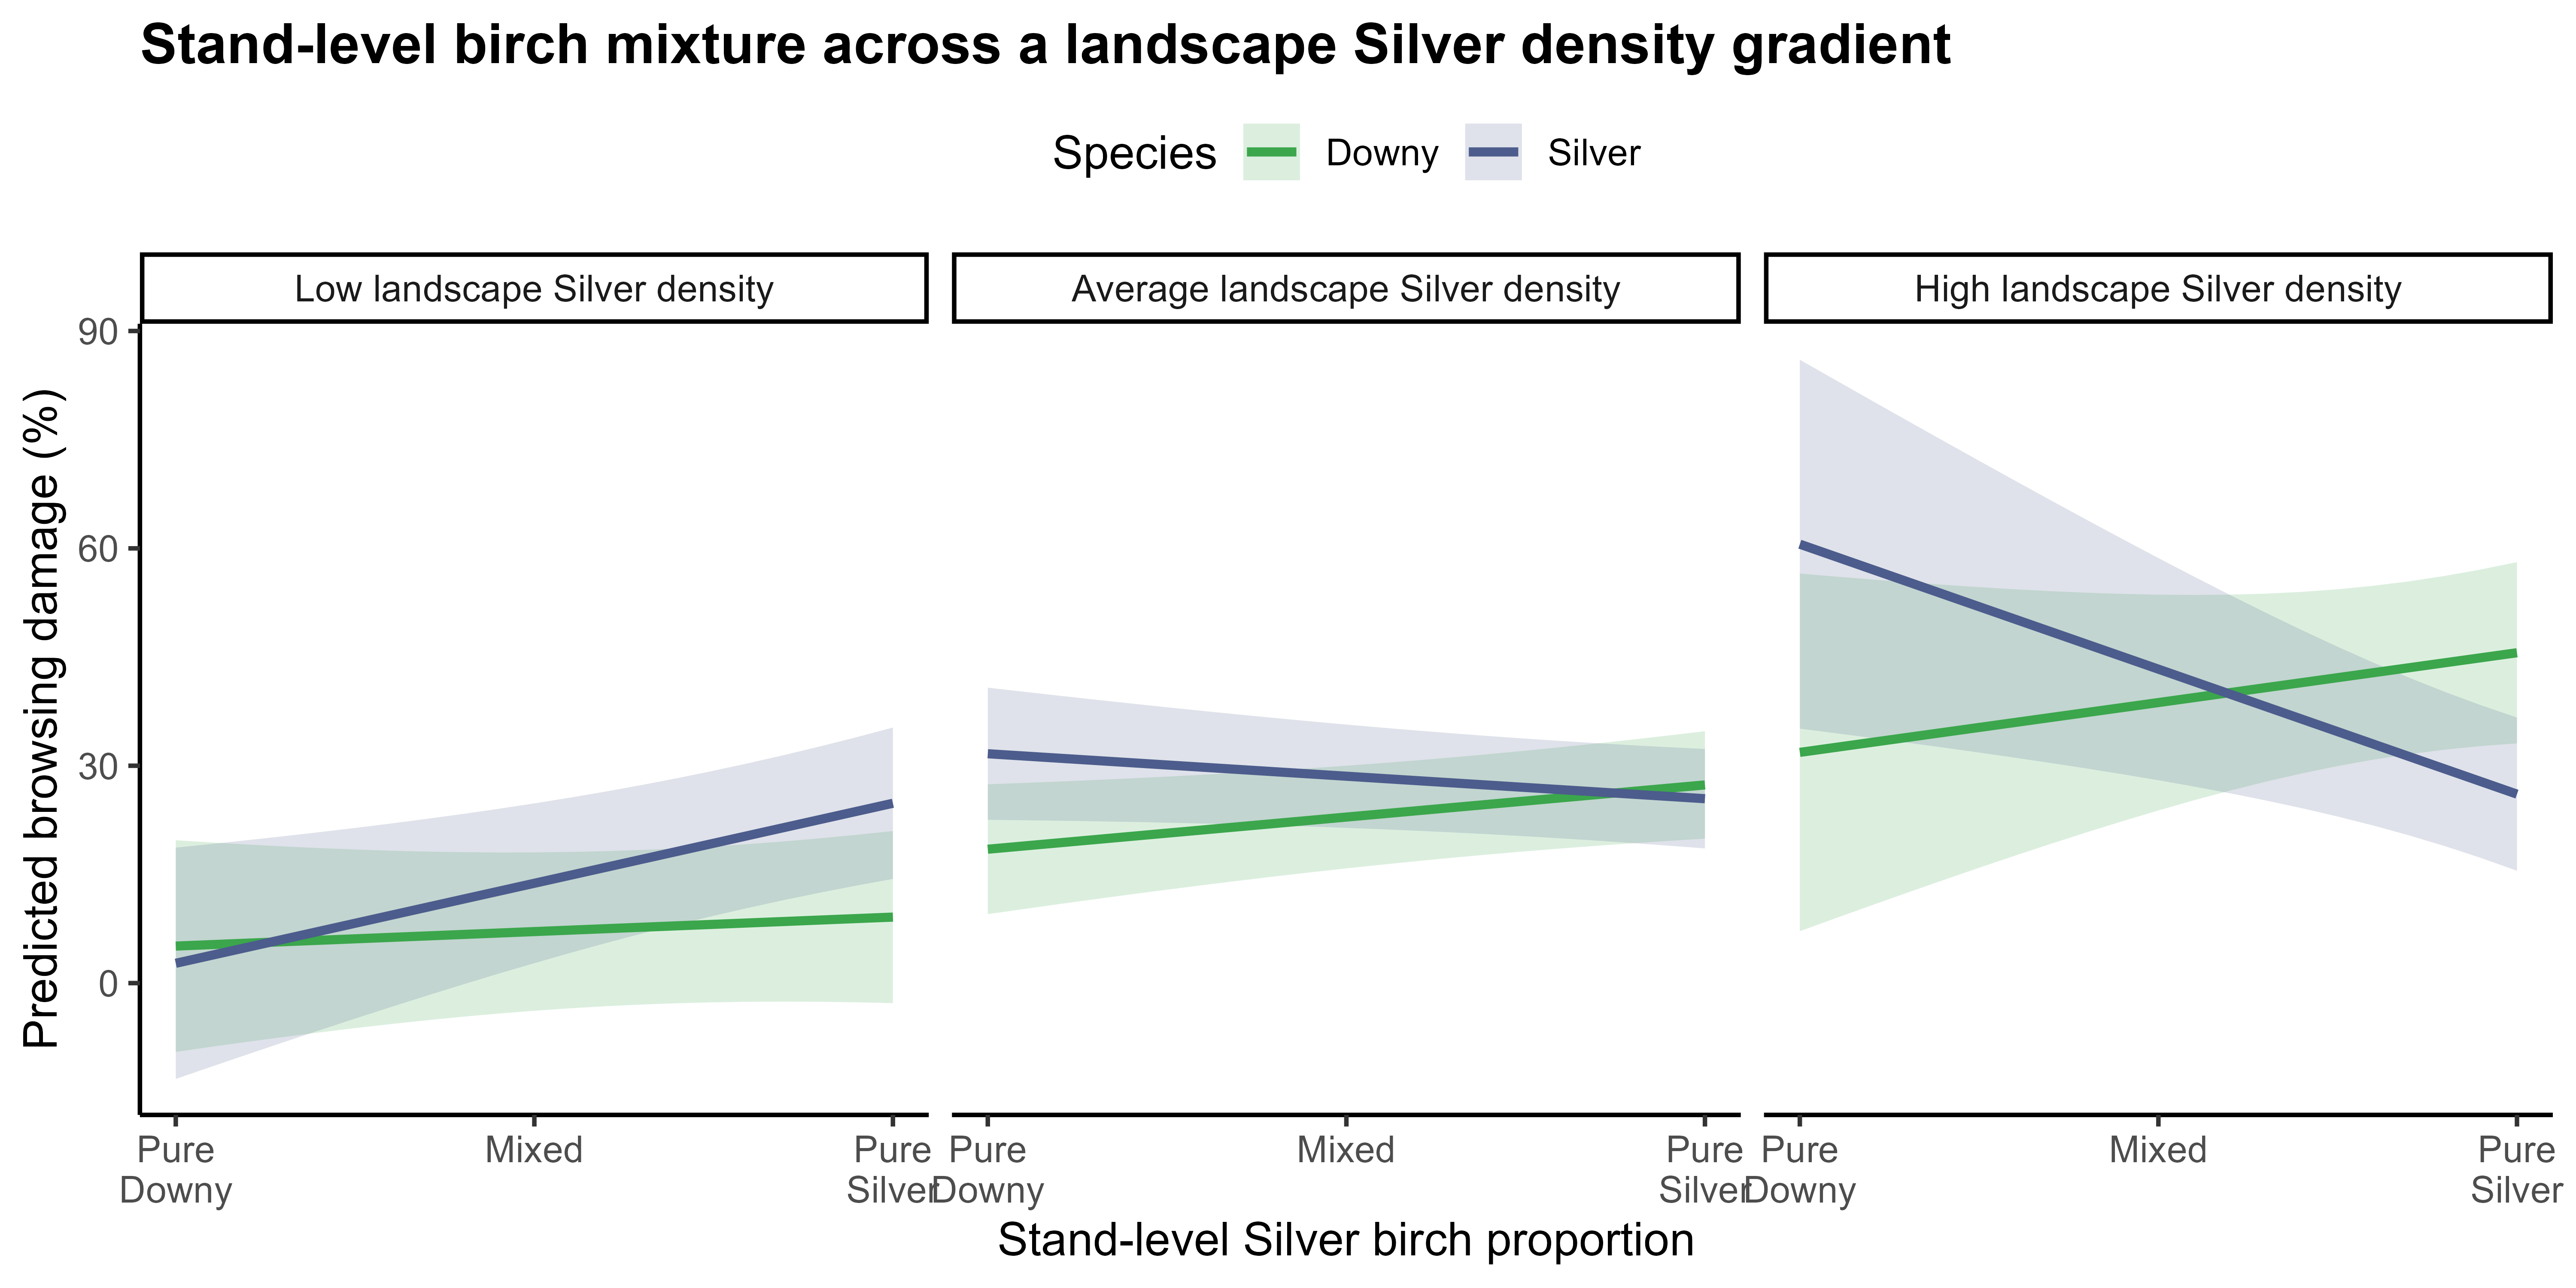 Stand-level birch mixture across a landscape Silver density gradient
Species Downy Silver
Low landscape Silver density
Average landscape Silver density
High landscape Silver density
Predicted browsing damage (%)
90
60
30
0
Pure
Downy
Mixed
Pure
Silver
Pure
Downy
Mixed
Pure
Silver
Pure
Downy
Mixed
Pure
Silver
Stand-level Silver birch proportion